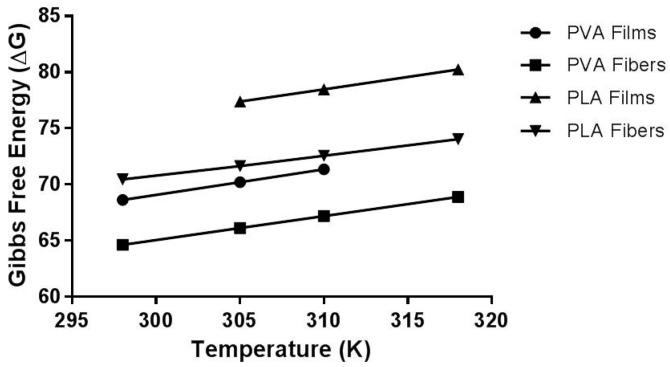 85
80
75
70
65
60
Gibbs Free Energy (ΔG)
295 300 305 310 315 320
Temperature (K)
PVA Films
PVA Fibers
PLA Films
PLA Fibers